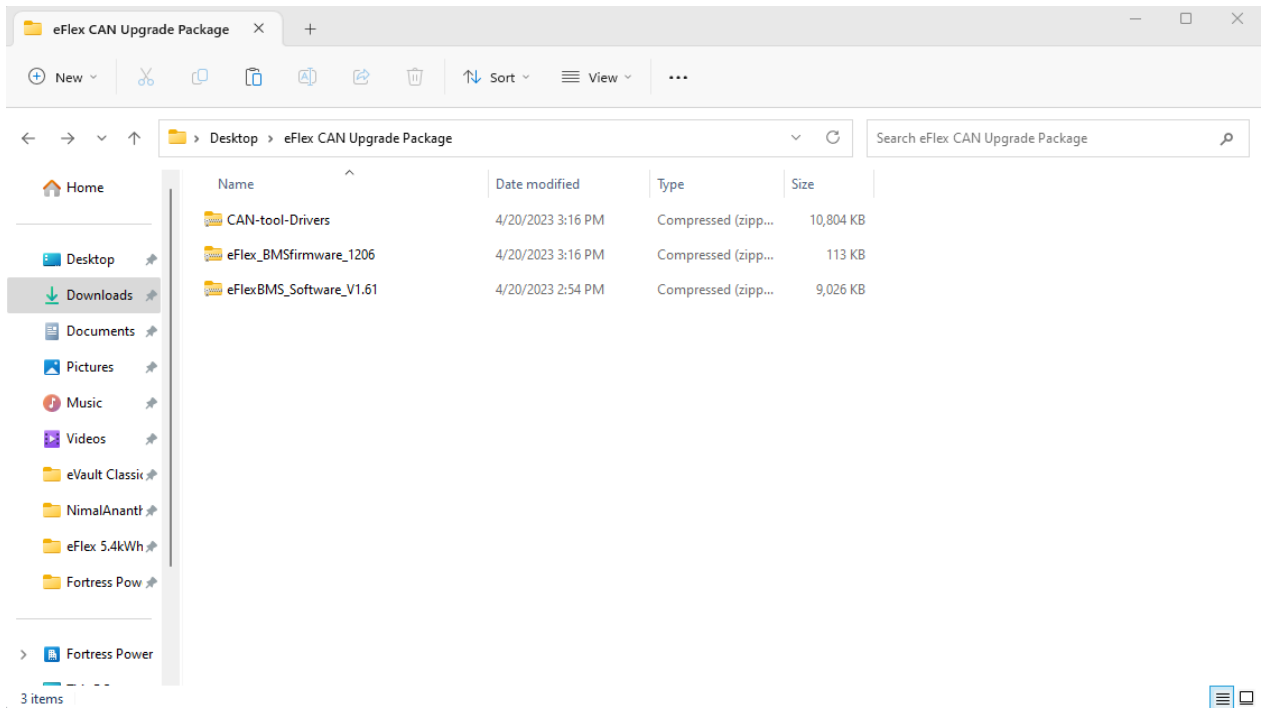 eFlex CAN Upgrade Package
New
Sort
View
Desktop > eFlex CAN Upgrade Package
Search eFlex CAN Upgrade Package
Name Date modified Type Size
CAN-tool-Drivers 4/20/2023 3:16 PM Compressed (zipp... 10,804 KB
eFlex_BMSfirmware_1206 4/20/2023 3:16 PM Compressed (zipp... 113 KB
eFlexBMS_Software_V1.61 4/20/2023 2:54 PM Compressed (zipp... 9,026 KB
Home
Desktop
Downloads
Documents
Pictures
Music
Videos
eVault Classic
NimalAnanth
eFlex 5.4kWh
Fortress Pow
Fortress Power
3 items